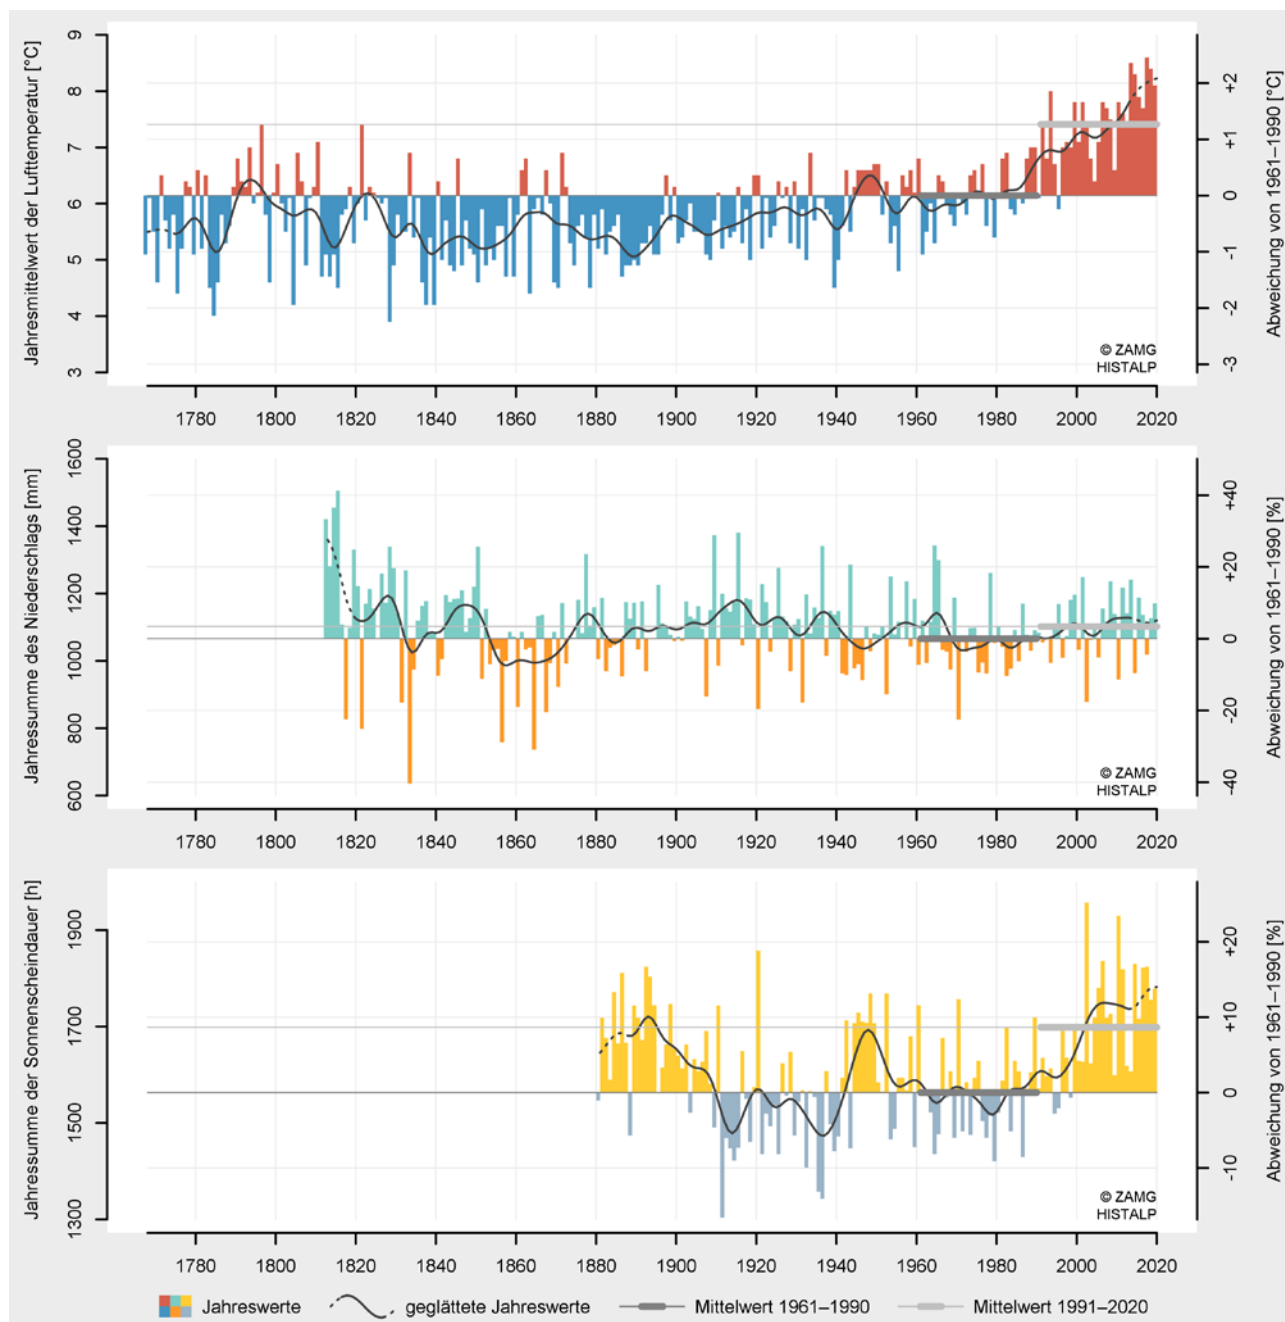 Jahresmittelwert der Lufttemperatur [°C]
9
8
7
6
5
4
3
+2
+1
0
-1
-2
-3
Abweichung von 1961–1990 [°C]
© ZAMG
HISTALP
1780 1800 1820 1840 1860 1880 1900 1920 1940 1960 1980 2000 2020
Jahressumme des Niederschlags [mm]
1600
1400
1200
1000
800
600
+40
+20
0
-20
-40
Abweichung von 1961–1990 [%]
© ZAMG
HISTALP
1780 1800 1820 1840 1860 1880 1900 1920 1940 1960 1980 2000 2020
Jahressumme der Sonnenscheindauer [h]
1900
1700
1500
1300
+20
+10
0
-10
Abweichung von 1961–1990 [%]
© ZAMG
HISTALP
1780 1800 1820 1840 1860 1880 1900 1920 1940 1960 1980 2000 2020
Jahreswerte geglättete Jahreswerte Mittelwert 1961–1990 Mittelwert 1991–2020